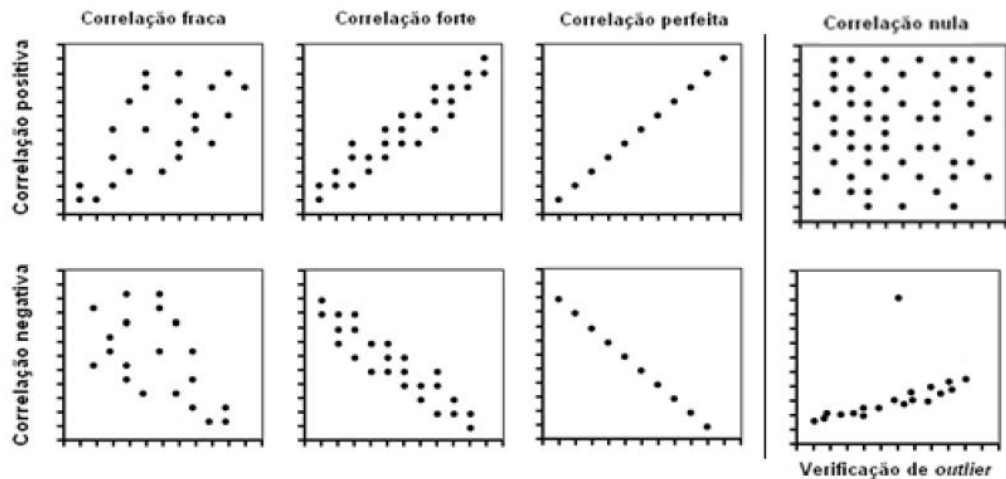 Correlação fraca
Correlação forte
Correlação perfeita
Correlação nula
Correlação positiva
Correlação negativa
Verificação de outlier